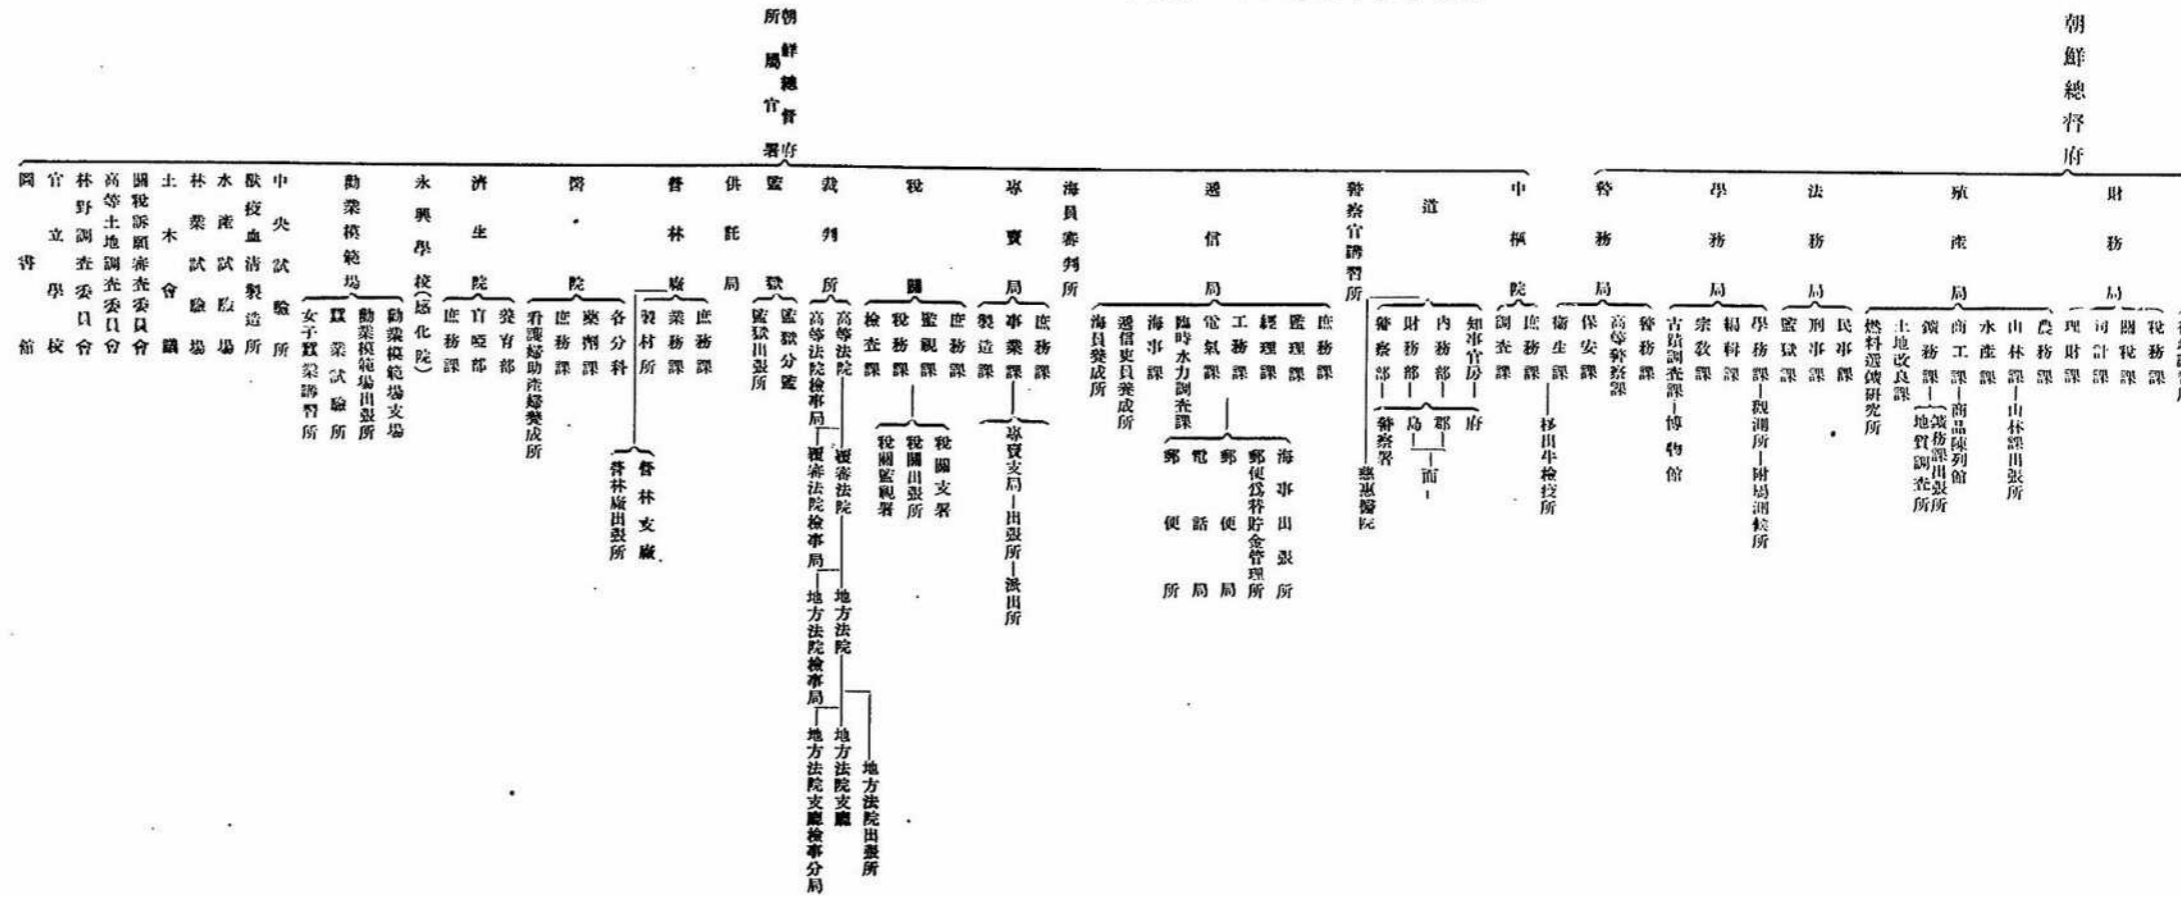 朝鮮總督府
財務局
稅務課
關稅課
司計課
理財課
殖產局
農務課
山林課―山林課出張所
水產課
商工課―商品陳列館
鑛務課
鑛務課出張所
地質調査所
土地改良課
燃料選鑛研究所
法務局
民事課
刑事課
監獄課
學務局
學務課―觀測所―附屬測候所
編輯課
宗敎課
古蹟調査課―博物館
警務局
警務課
高等警察課
保安課
衞生課
移出牛檢疫所
朝鮮總督府
所屬官署
中樞院
庶務課
調査課
道
知事官房
內務部
財務部
警察部
府
郡
島
面
警察署
慈惠醫院
警察官講習所
遞信局
庶務課
監理課
經理課
工務課
電氣課
臨時水力調査課
海事課
遞信吏員養成所
海員養成所
海事出張所
郵便爲替貯金管理所
郵便局
電話局
郵便所
海員審判所
專賣局
庶務課
事業課
製造課
專賣支局―出張所―派出所
稅關
庶務課
監視課
稅務課
檢査課
稅關支署
稅關出張所
稅關監視署
裁判所
高等法院
高等法院檢事局
覆審法院
覆審法院檢事局
地方法院
地方法院檢事局
地方法院出張所
地方法院支廳
地方法院支廳檢事分局
監獄
監獄分監
監獄出張所
供託局
營林廠
庶務課
業務課
製材所
營林支廠
營林廠出張所
醫院
各分科
藥劑課
庶務課
看護婦助產婦養成所
濟生院
養育部
盲啞部
庶務課
永興學校(感化院)
勸業模範場
勸業模範場支場
勸業模範場出張所
蠶業試驗所
女子蠶業講習所
中央試驗所
獸疫血淸製造所
水產試驗場
林業試驗場
土木會議
關稅訴願審査委員會
高等土地調査委員會
林野調査委員會
官立學校
圖書館